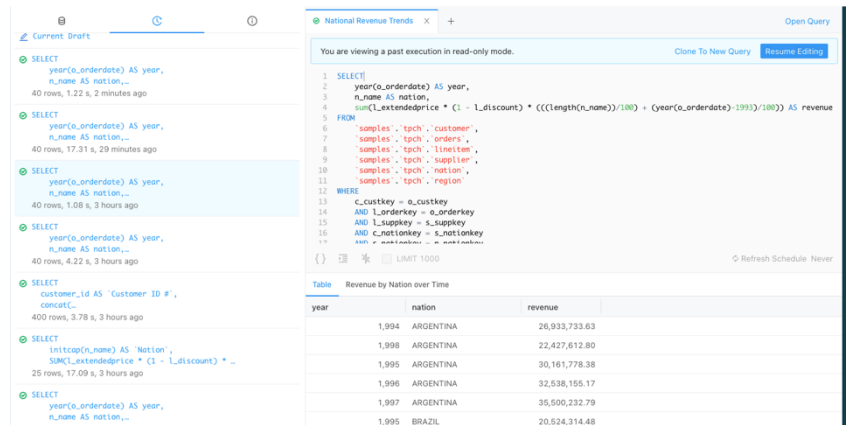 Current Draft
SELECT
year(o_orderdate) AS year,
n_name AS nation,…
40 rows, 1.22 s, 2 minutes ago
SELECT
year(o_orderdate) AS year,
n_name AS nation,…
40 rows, 17.31 s, 29 minutes ago
SELECT
year(o_orderdate) AS year,
n_name AS nation,…
40 rows, 1.08 s, 3 hours ago
SELECT
year(o_orderdate) AS year,
n_name AS nation,…
40 rows, 4.22 s, 3 hours ago
SELECT
customer_id AS `Customer ID #`,
concat(…
400 rows, 3.78 s, 3 hours ago
SELECT
initcap(n_name) AS `Nation`,
SUM(l_extendedprice * (1 - l_discount) * …
25 rows, 17.09 s, 3 hours ago
SELECT
year(o_orderdate) AS year,
n_name AS nation,…
National Revenue Trends × +
Open Query
You are viewing a past execution in read-only mode.
Clone To New Query
Resume Editing
1 SELECT
2 year(o_orderdate) AS year,
3 n_name AS nation,
4 sum(l_extendedprice * (1 - l_discount) * (((length(n_name))/100) + (year(o_orderdate)-1993)/100)) AS revenue
5 FROM
6 `samples`.`tpch`.`customer`,
7 `samples`.`tpch`.`orders`,
8 `samples`.`tpch`.`lineitem`,
9 `samples`.`tpch`.`supplier`,
10 `samples`.`tpch`.`nation`,
11 `samples`.`tpch`.`region`
12 WHERE
13 c_custkey = o_custkey
14 AND l_orderkey = o_orderkey
15 AND l_suppkey = s_suppkey
16 AND c_nationkey = s_nationkey
17 AND s_nationkey = n_nationkey
{ } LIMIT 1000
Refresh Schedule Never
Table Revenue by Nation over Time
year nation revenue
1,994 ARGENTINA 26,933,733.63
1,998 ARGENTINA 22,427,612.80
1,995 ARGENTINA 30,161,778.38
1,996 ARGENTINA 32,538,155.17
1,997 ARGENTINA 35,500,232.79
1,995 BRAZIL 20,524,314.48